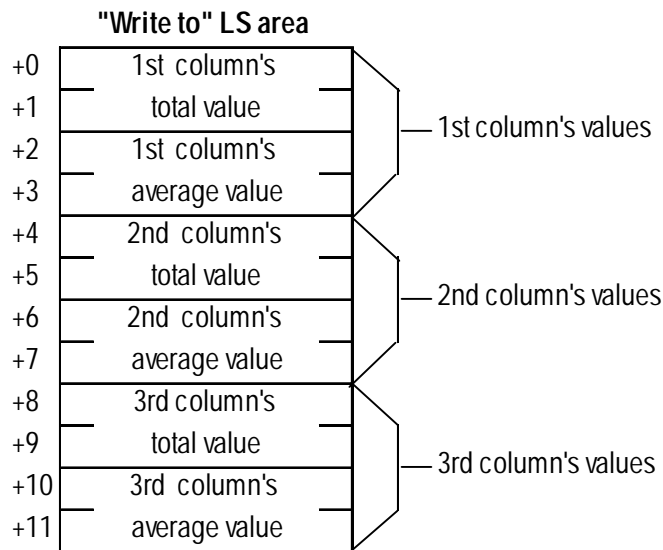 "Write to" LS area
+0 1st column's
+1 total value
1st column's values
+2 1st column's
+3 average value
+4 2nd column's
+5 total value
2nd column's values
+6 2nd column's
+7 average value
+8 3rd column's
+9 total value
3rd column's values
+10 3rd column's
+11 average value